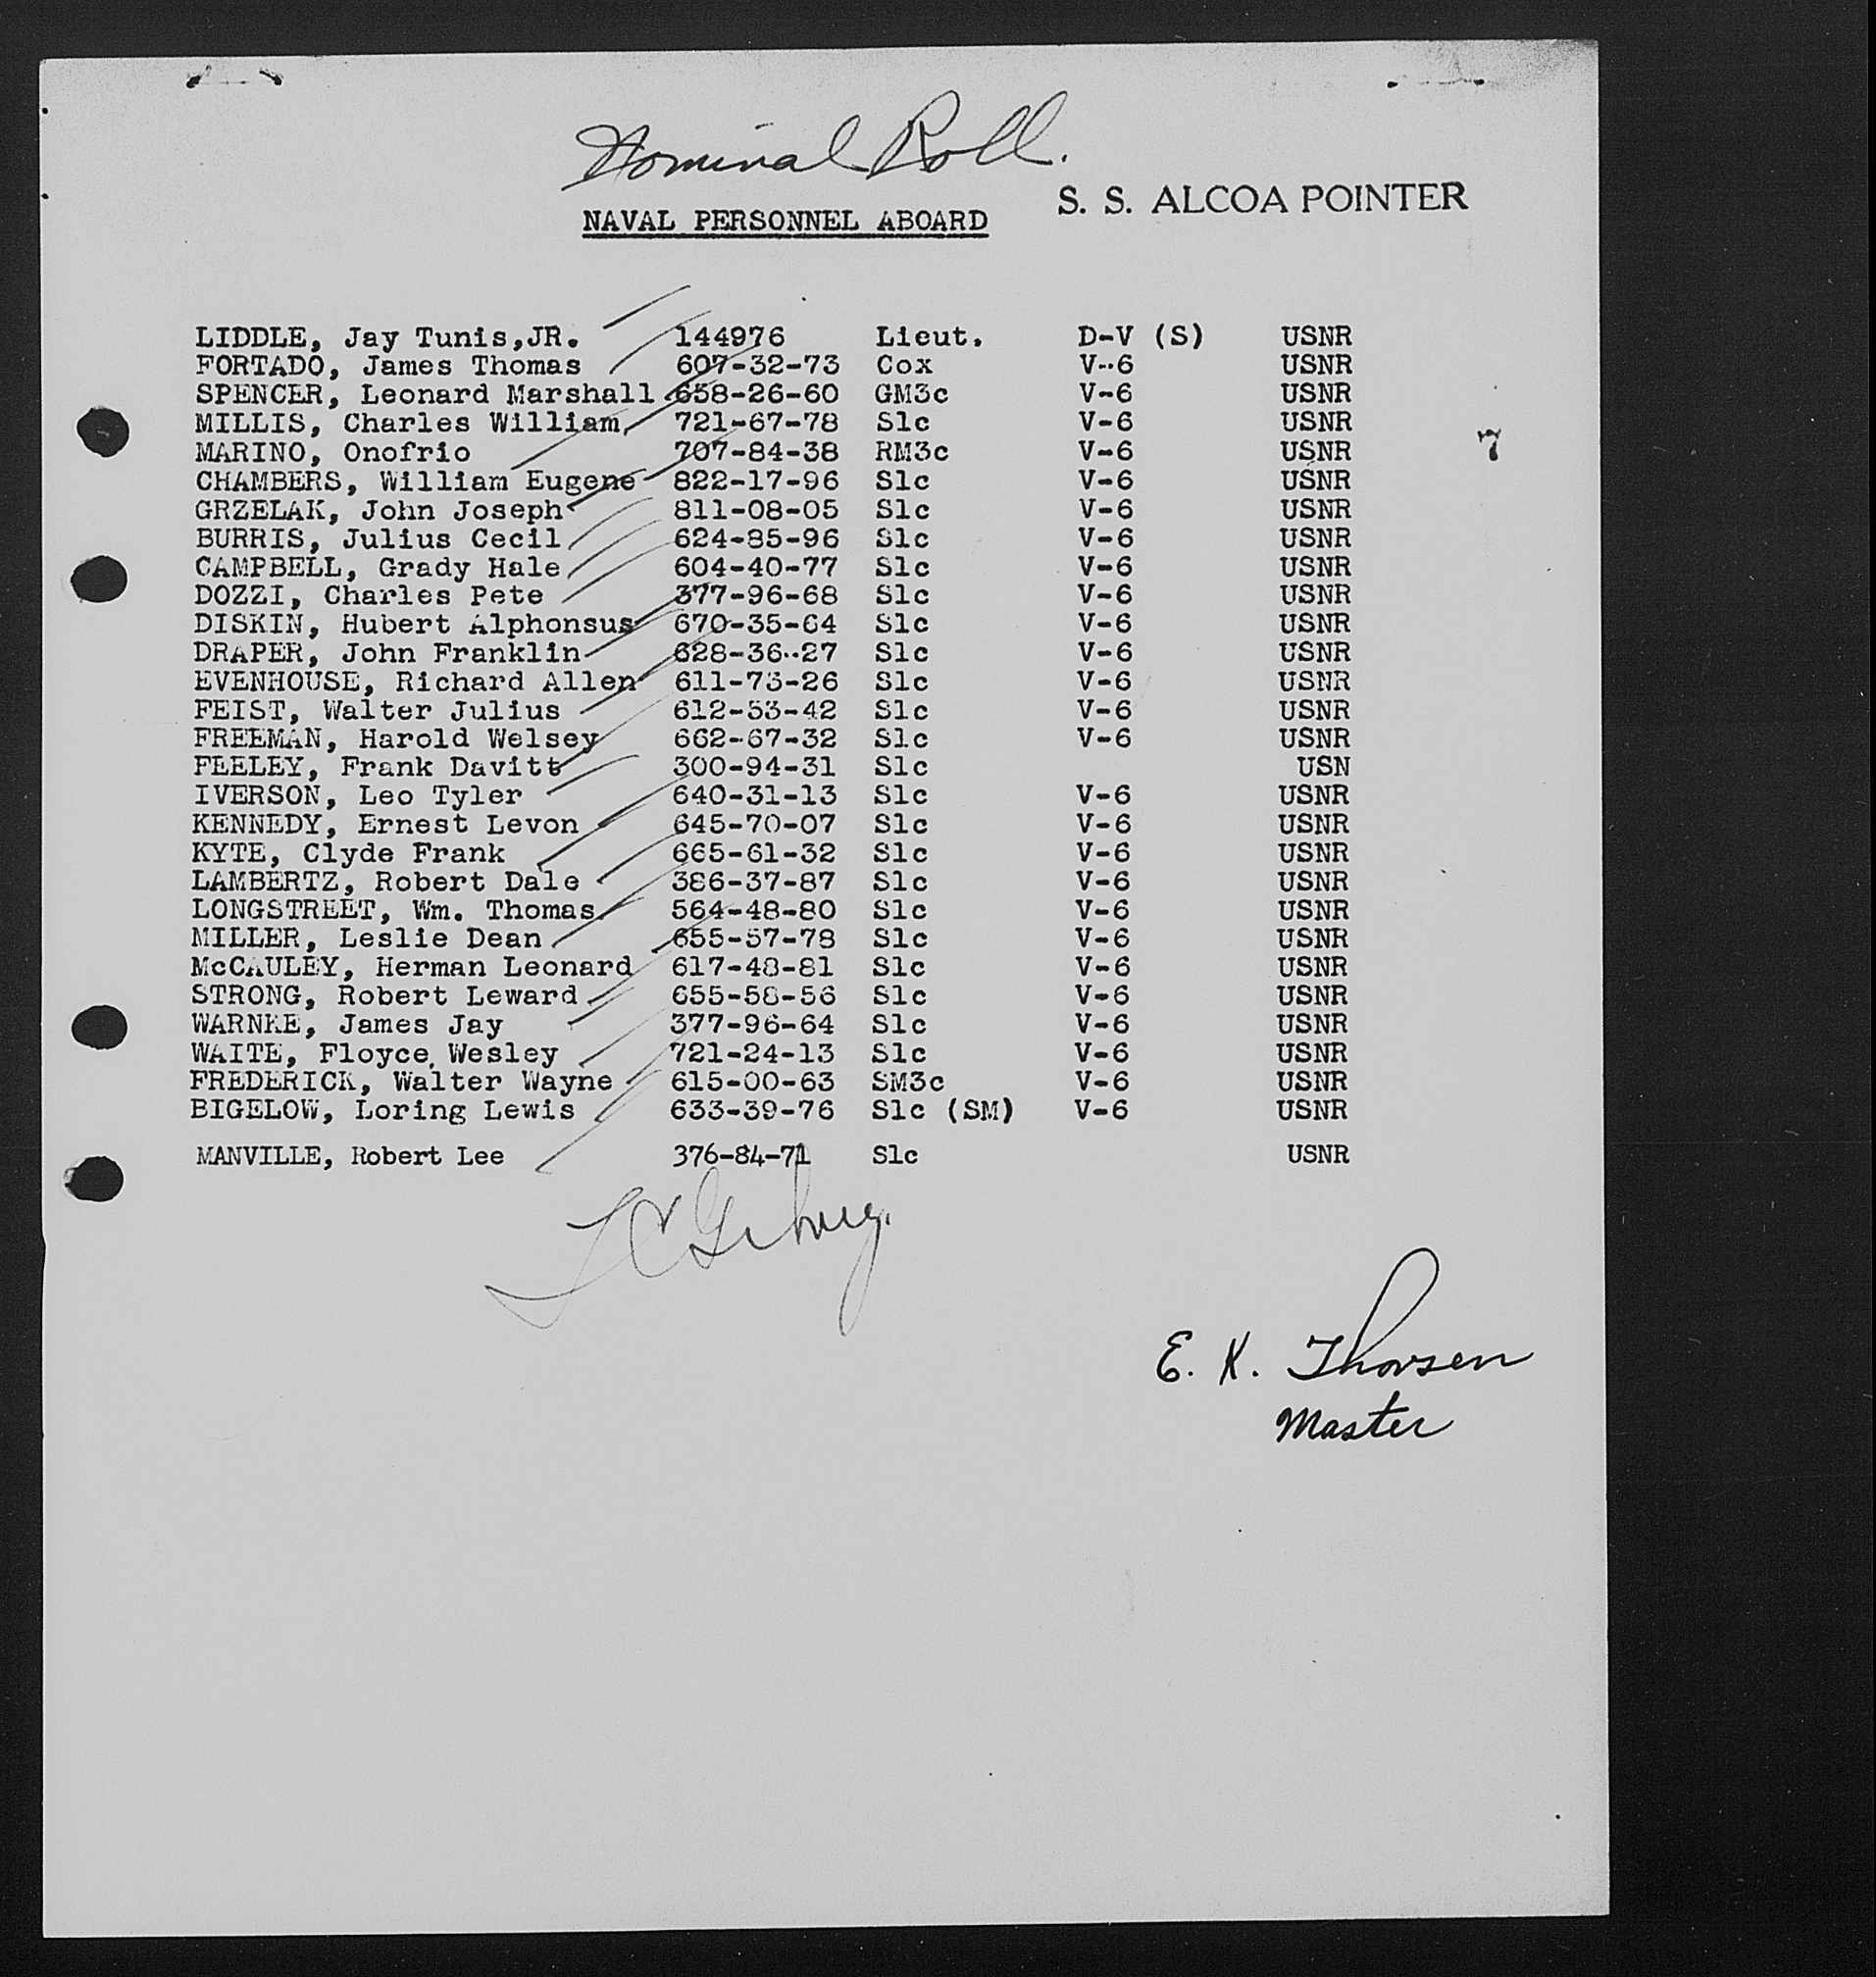 Nominal Roll.
S. S. ALCOA POINTER
NAVAL PERSONNEL ABOARD
LIDDLE, Jay Tunis,JR. 144976 Lieut. D-V (S) USNR
FORTADO, James Thomas 607-32-73 Cox V-6 USNR
SPENCER, Leonard Marshall 658-26-60 GM3c V-6 USNR
MILLIS, Charles William 721-67-78 S1c V-6 USNR
MARINO, Onofrio 707-84-38 RM3c V-6 USNR
7
CHAMBERS, William Eugene 822-17-96 S1c V-6 USNR
GRZELAK, John Joseph 811-08-05 S1c V-6 USNR
BURRIS, Julius Cecil 624-85-96 S1c V-6 USNR
CAMPBELL, Grady Hale 604-40-77 S1c V-6 USNR
DOZZI, Charles Pete 377-96-68 S1c V-6 USNR
DISKIN, Hubert Alphonsus 670-35-64 S1c V-6 USNR
DRAPER, John Franklin 628-36-27 S1c V-6 USNR
EVENHOUSE, Richard Allen 611-73-26 S1c V-6 USNR
FEIST, Walter Julius 612-53-42 S1c V-6 USNR
FREEMAN, Harold Welsey 662-67-32 S1c V-6 USNR
FEELEY, Frank Davitt 300-94-31 S1c USN
IVERSON, Leo Tyler 640-31-13 S1c V-6 USNR
KENNEDY, Ernest Levon 645-70-07 S1c V-6 USNR
KYTE, Clyde Frank 665-61-32 S1c V-6 USNR
LAMBERTZ, Robert Dale 386-37-87 S1c V-6 USNR
LONGSTREET, Wm. Thomas 564-48-80 S1c V-6 USNR
MILLER, Leslie Dean 655-57-78 S1c V-6 USNR
McCAULEY, Herman Leonard 617-48-81 S1c V-6 USNR
STRONG, Robert Leward 655-58-56 S1c V-6 USNR
WARNKE, James Jay 377-96-64 S1c V-6 USNR
WAITE, Floyce Wesley 721-24-13 S1c V-6 USNR
FREDERICK, Walter Wayne 615-00-63 SM3c V-6 USNR
BIGELOW, Loring Lewis 633-39-76 S1c (SM) V-6 USNR
MANVILLE, Robert Lee 376-84-71 S1c USNR
E. K. Thorsen
Master